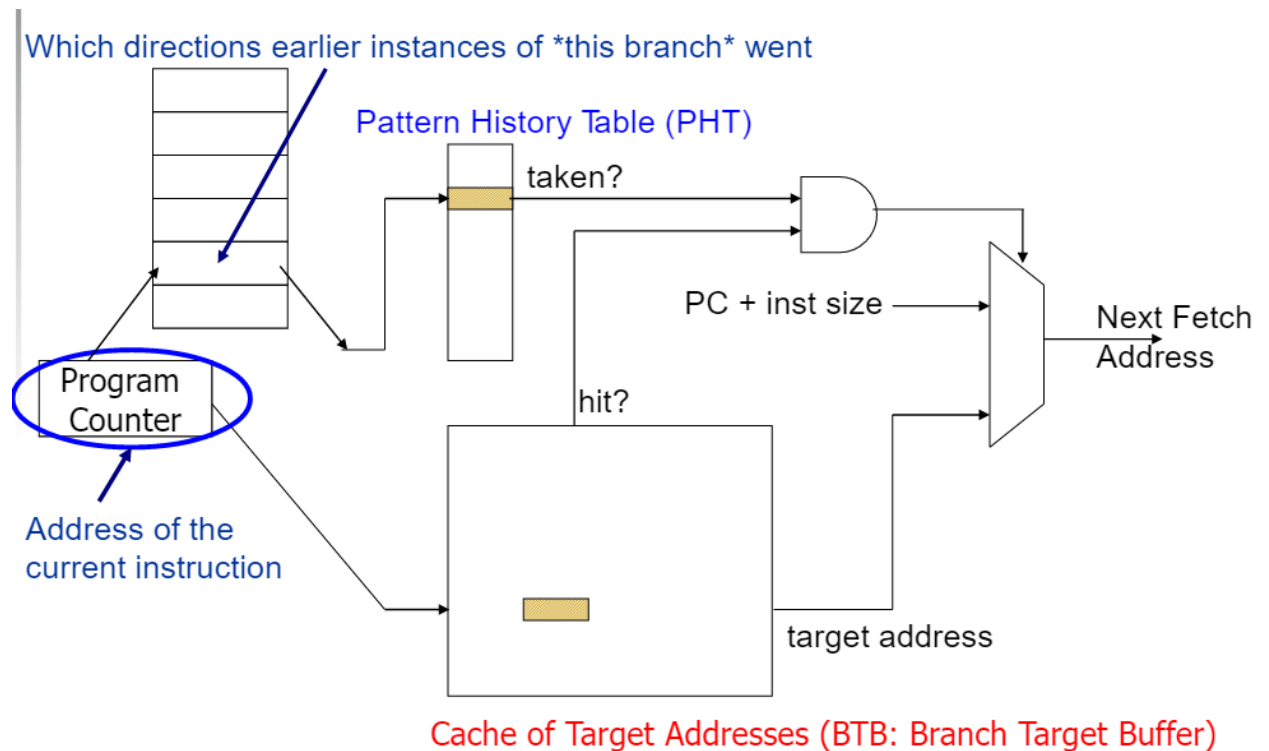 Which directions earlier instances of *this branch* went
Pattern History Table (PHT)
taken?
PC + inst size
Next Fetch
Address
Program
Counter
hit?
Address of the
current instruction
target address
Cache of Target Addresses (BTB: Branch Target Buffer)